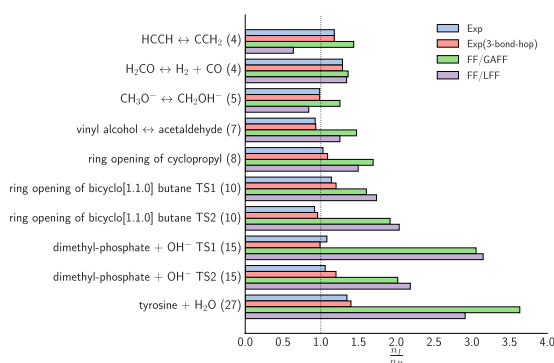 HCCH ↔ CCH₂ (4)
H₂CO ↔ H₂ + CO (4)
CH₃O⁻ ↔ CH₂OH⁻ (5)
vinyl alcohol ↔ acetaldehyde (7)
ring opening of cyclopropyl (8)
ring opening of bicyclo[1.1.0] butane TS1 (10)
ring opening of bicyclo[1.1.0] butane TS2 (10)
dimethyl-phosphate + OH⁻ TS1 (15)
dimethyl-phosphate + OH⁻ TS2 (15)
tyrosine + H₂O (27)
Exp
Exp(3-bond-hop)
FF/GAFF
FF/LFF
0.0 0.5 1.0 1.5 2.0 2.5 3.0 3.5 4.0